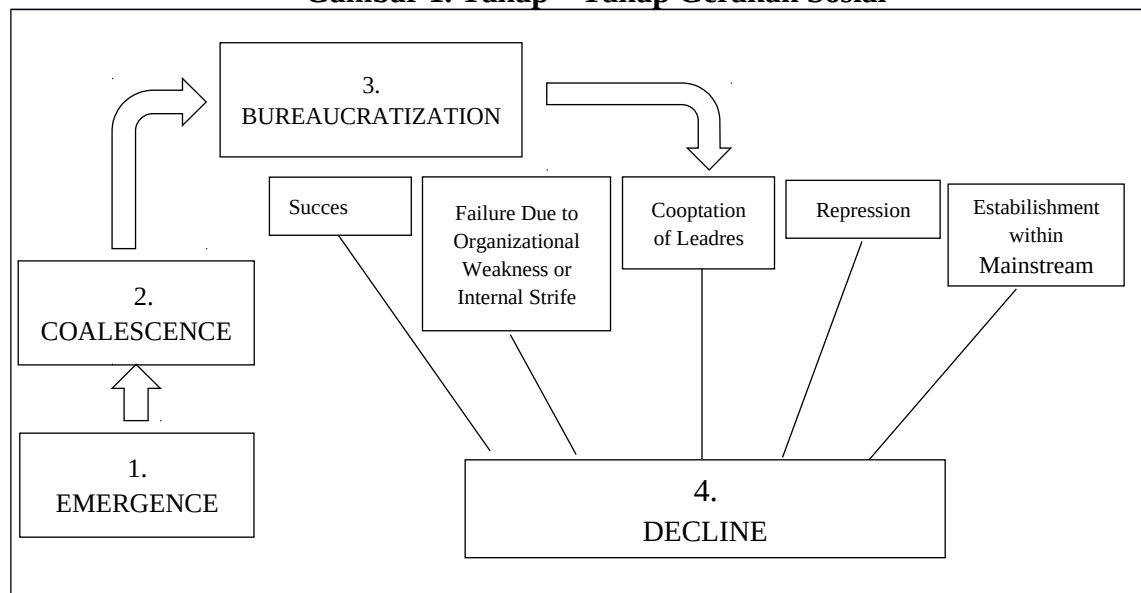 Gambar 1. Tahap – Tahap Gerakan Sosial
3.
BUREAUCRATIZATION
Succes
Failure Due to
Organizational
Weakness or
Internal Strife
Cooptation
of Leadres
Repression
Estabilishment
within
Mainstream
2.
COALESCENCE
1.
EMERGENCE
4.
DECLINE